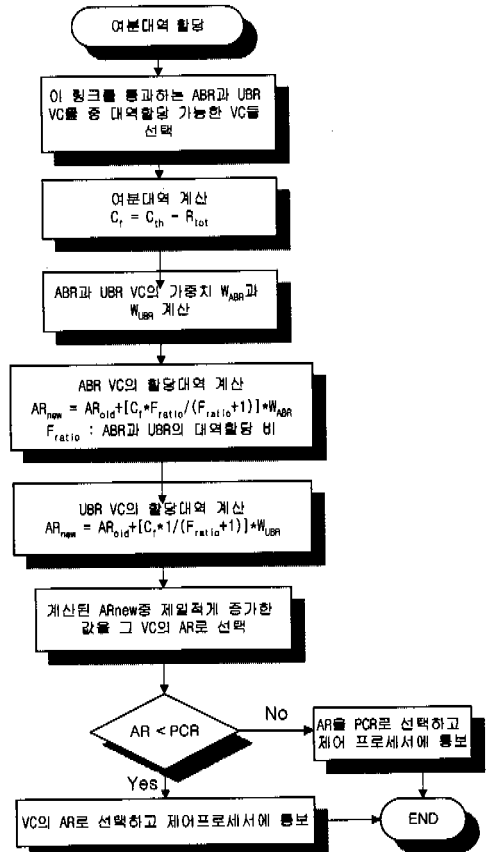 여분대역 할당
이 링크를 통과하는 ABR과 UBR
VC들 중 대역할당 가능한 VC들
선택
여분대역 계산
C_f = C_th - R_tot
ABR과 UBR VC의 가중치 W_ABR과
W_UBR 계산
ABR VC의 할당대역 계산
AR_new = AR_old+[C_f*F_ratio/(F_ratio+1)]*W_ABR
F_ratio : ABR과 UBR의 대역할당 비
UBR VC의 할당대역 계산
AR_new = AR_old+[C_f*1/(F_ratio+1)]*W_UBR
계산된 ARnew중 제일적게 증가한
값을 그 VC의 AR로 선택
AR < PCR
No
AR을 PCR로 선택하고
제어 프로세서에 통보
Yes
VC의 AR로 선택하고 제어프로세서에 통보
END